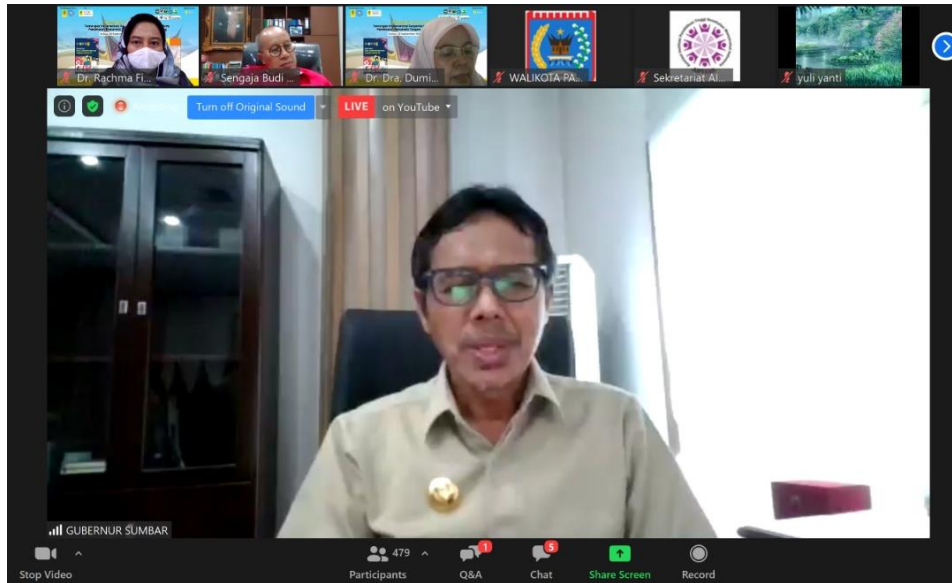 Dr. Rachma Fi...
Sengaja Budi ...
Dr. Dra. Dumi...
WALIKOTA PA...
Sekretariat Al...
yuli yanti
Turn off Original Sound
LIVE on YouTube
GUBERNUR SUMBAR
Stop Video
479
Participants
1
Q&A
5
Chat
Share Screen
Record